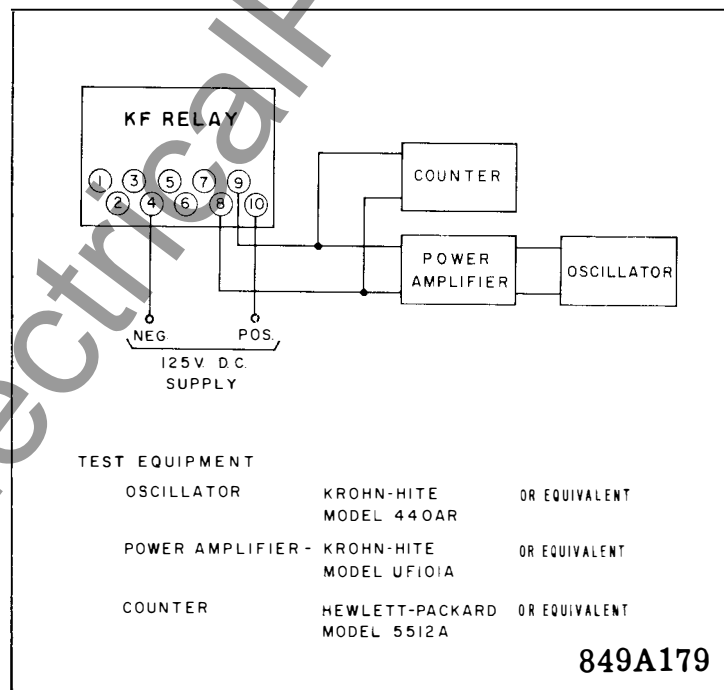 KF RELAY
1 3 5 7 9
2 4 6 8 10
COUNTER
POWER
AMPLIFIER
OSCILLATOR
NEG. POS.
125V. D.C.
SUPPLY
TEST EQUIPMENT
OSCILLATOR KROHN-HITE OR EQUIVALENT
MODEL 440AR
POWER AMPLIFIER - KROHN-HITE OR EQUIVALENT
MODEL UF101A
COUNTER HEWLETT-PACKARD OR EQUIVALENT
MODEL 5512A
849A179